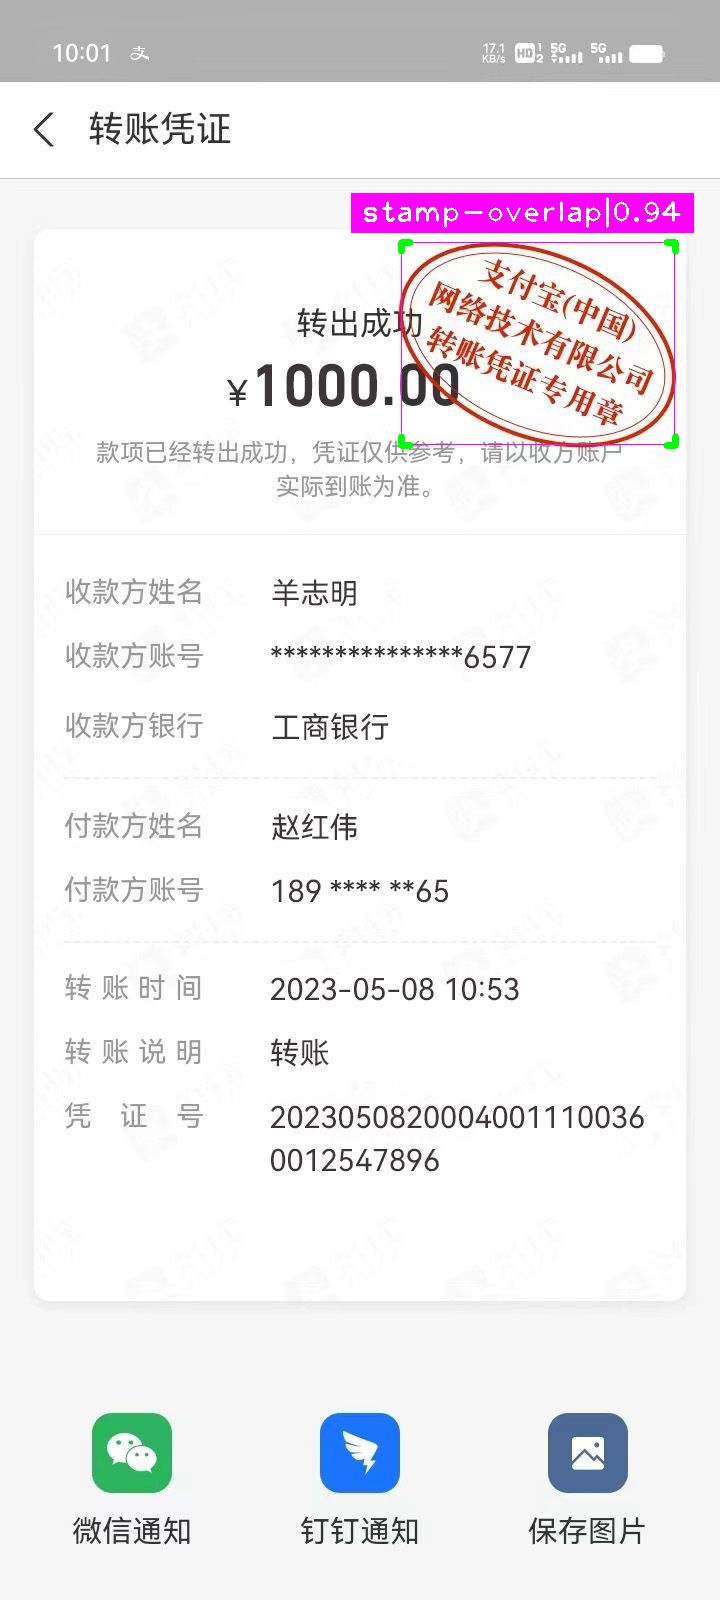 10:01 支 17.1 KB/s HD 1 2 5G 5G
转账凭证
stamp-overlap|0.94
支付宝(中国)
网络技术有限公司
转账凭证专用章
转出成功
¥1000.00
款项已经转出成功，凭证仅供参考，请以收方账户
实际到账为准。
收款方姓名 羊志明
收款方账号 ***************6577
收款方银行 工商银行
付款方姓名 赵红伟
付款方账号 189 **** **65
转账时间 2023-05-08 10:53
转账说明 转账
凭证号 2023050820004001110036
0012547896
微信通知 钉钉通知 保存图片